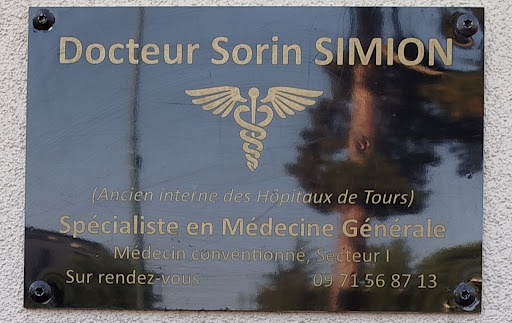 Docteur Sorin SIMION
(Ancien interne des Hôpitaux de Tours)
Spécialiste en Médecine Générale
Médecin conventionné, Secteur I
Sur rendez-vous 09 71 56 87 13